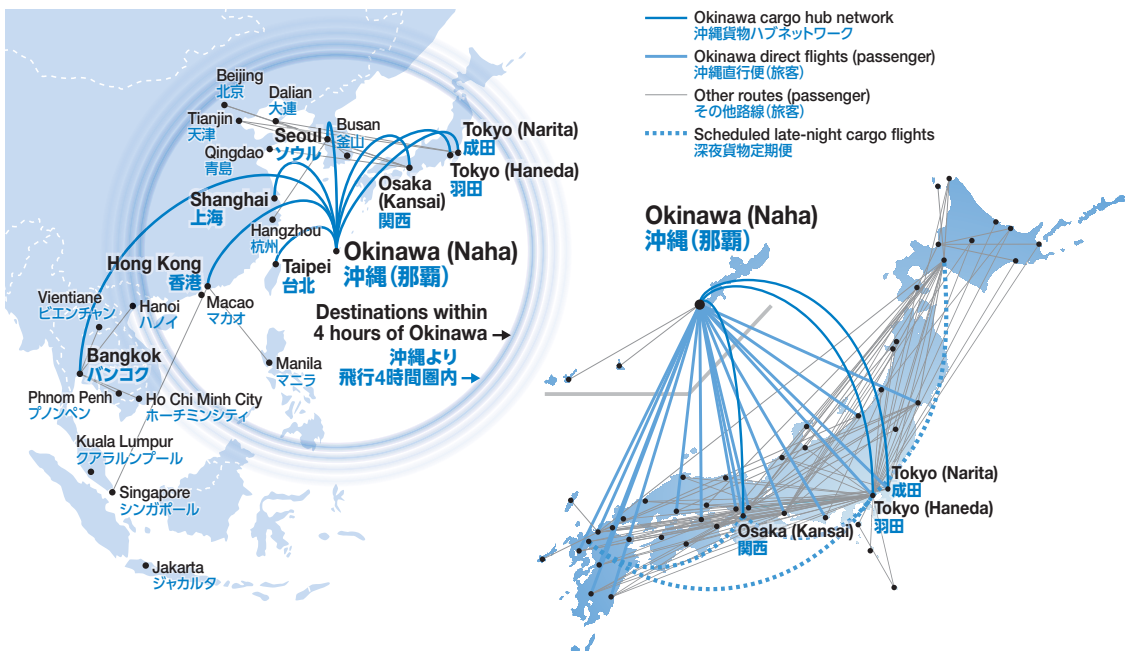 Okinawa cargo hub network
沖縄貨物ハブネットワーク
Okinawa direct flights (passenger)
沖縄直行便(旅客)
Other routes (passenger)
その他路線(旅客)
Scheduled late-night cargo flights
深夜貨物定期便
Beijing
北京
Dalian
大連
Tianjin
天津
Seoul
ソウル
Busan
釜山
Qingdao
青島
Tokyo (Narita)
成田
Tokyo (Haneda)
羽田
Osaka
(Kansai)
関西
Shanghai
上海
Hangzhou
杭州
Okinawa (Naha)
沖縄(那覇)
Taipei
台北
Hong Kong
香港
Macao
マカオ
Vientiane
ビエンチャン
Hanoi
ハノイ
Destinations within
4 hours of Okinawa→
沖縄より
飛行4時間圏内→
Bangkok
バンコク
Manila
マニラ
Phnom Penh
プノンペン
Ho Chi Minh City
ホーチミンシティ
Kuala Lumpur
クアラルンプール
Singapore
シンガポール
Jakarta
ジャカルタ
Okinawa (Naha)
沖縄(那覇)
Tokyo (Narita)
成田
Tokyo (Haneda)
羽田
Osaka (Kansai)
関西